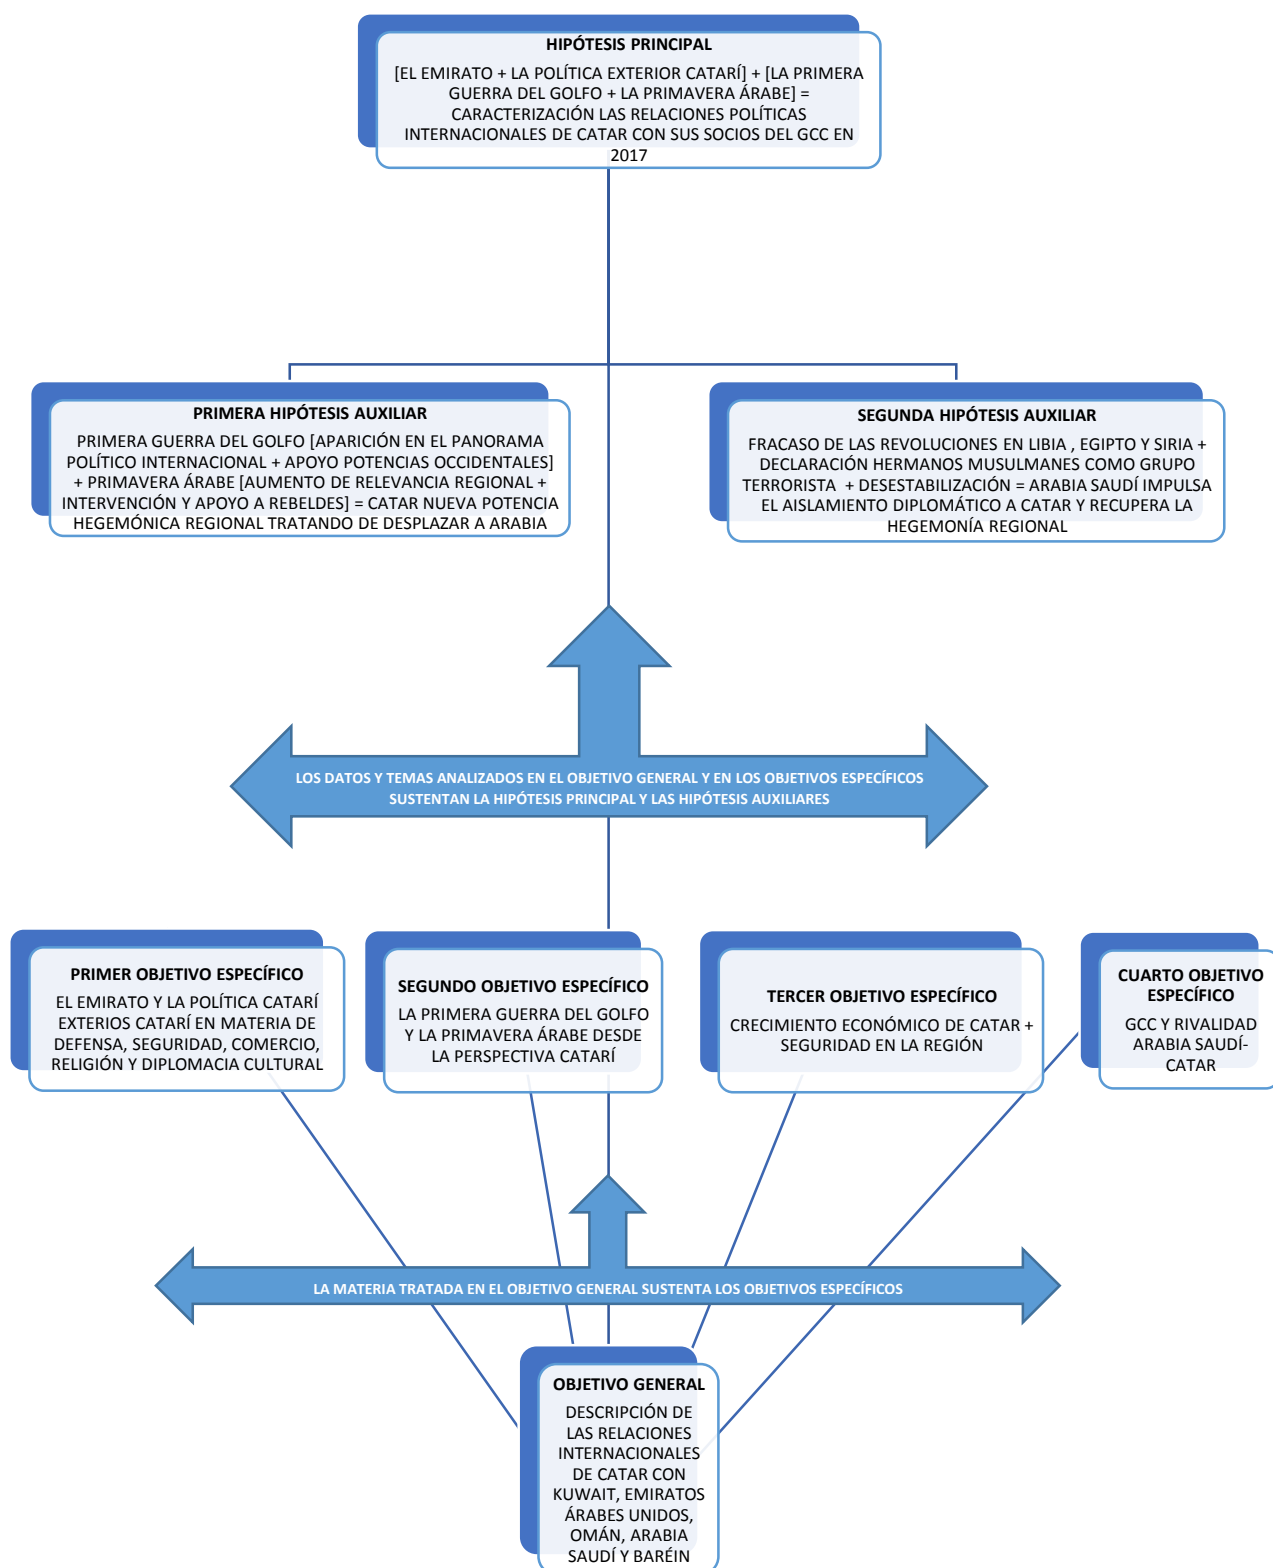 HIPÓTESIS PRINCIPAL
[EL EMIRATO + LA POLÍTICA EXTERIOR CATARÍ] + [LA PRIMERA
GUERRA DEL GOLFO + LA PRIMAVERA ÁRABE] =
CARACTERIZACIÓN LAS RELACIONES POLÍTICAS
INTERNACIONALES DE CATAR CON SUS SOCIOS DEL GCC EN
2017
PRIMERA HIPÓTESIS AUXILIAR
PRIMERA GUERRA DEL GOLFO [APARICIÓN EN EL PANORAMA
POLÍTICO INTERNACIONAL + APOYO POTENCIAS OCCIDENTALES]
+ PRIMAVERA ÁRABE [AUMENTO DE RELEVANCIA REGIONAL +
INTERVENCIÓN Y APOYO A REBELDES] = CATAR NUEVA POTENCIA
HEGEMÓNICA REGIONAL TRATANDO DE DESPLAZAR A ARABIA
SEGUNDA HIPÓTESIS AUXILIAR
FRACASO DE LAS REVOLUCIONES EN LIBIA , EGIPTO Y SIRIA +
DECLARACIÓN HERMANOS MUSULMANES COMO GRUPO
TERRORISTA + DESESTABILIZACIÓN = ARABIA SAUDÍ IMPULSA
EL AISLAMIENTO DIPLOMÁTICO A CATAR Y RECUPERA LA
HEGEMONÍA REGIONAL
LOS DATOS Y TEMAS ANALIZADOS EN EL OBJETIVO GENERAL Y EN LOS OBJETIVOS ESPECÍFICOS
SUSTENTAN LA HIPÓTESIS PRINCIPAL Y LAS HIPÓTESIS AUXILIARES
PRIMER OBJETIVO ESPECÍFICO
EL EMIRATO Y LA POLÍTICA CATARÍ
EXTERIOS CATARÍ EN MATERIA DE
DEFENSA, SEGURIDAD, COMERCIO,
RELIGIÓN Y DIPLOMACIA CULTURAL
SEGUNDO OBJETIVO ESPECÍFICO
LA PRIMERA GUERRA DEL GOLFO
Y LA PRIMAVERA ÁRABE DESDE
LA PERSPECTIVA CATARÍ
TERCER OBJETIVO ESPECÍFICO
CRECIMIENTO ECONÓMICO DE CATAR +
SEGURIDAD EN LA REGIÓN
CUARTO OBJETIVO
ESPECÍFICO
GCC Y RIVALIDAD
ARABIA SAUDÍ-
CATAR
LA MATERIA TRATADA EN EL OBJETIVO GENERAL SUSTENTA LOS OBJETIVOS ESPECÍFICOS
OBJETIVO GENERAL
DESCRIPCIÓN DE
LAS RELACIONES
INTERNACIONALES
DE CATAR CON
KUWAIT, EMIRATOS
ÁRABES UNIDOS,
OMÁN, ARABIA
SAUDÍ Y BARÉIN